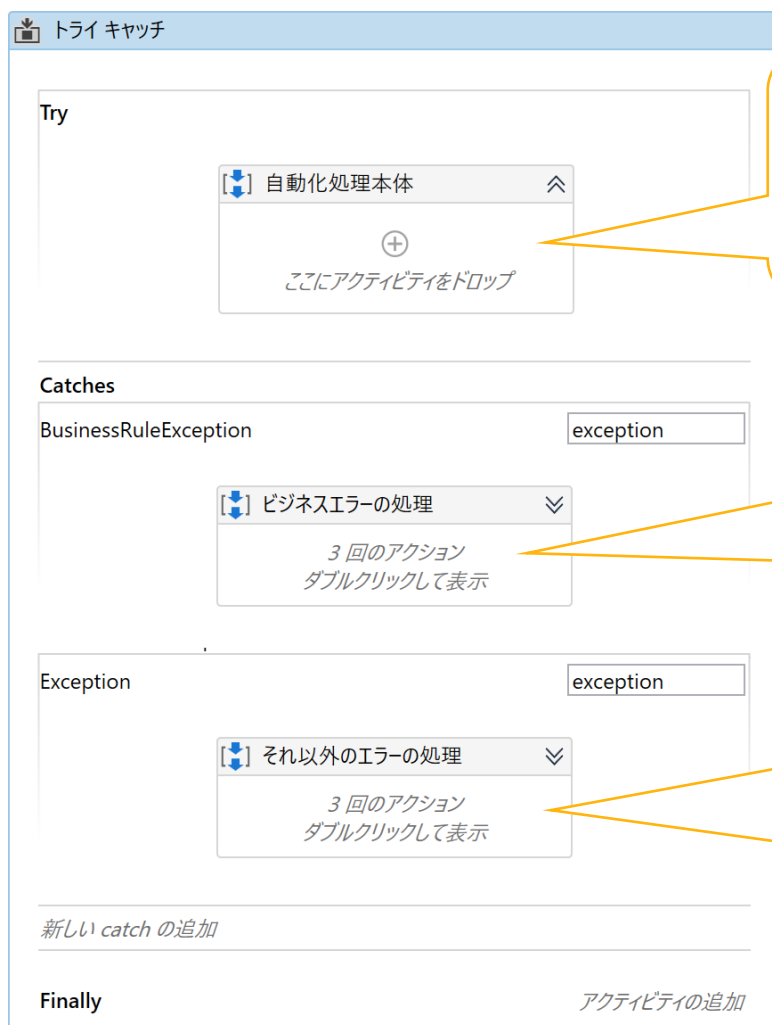 トライ キャッチ
Try
自動化処理本体
ここにアクティビティをドロップ
Catches
BusinessRuleException
exception
ビジネスエラーの処理
3 回のアクション
ダブルクリックして表示
Exception
exception
それ以外のエラーの処理
3 回のアクション
ダブルクリックして表示
新しい catch の追加
Finally
アクティビティの追加